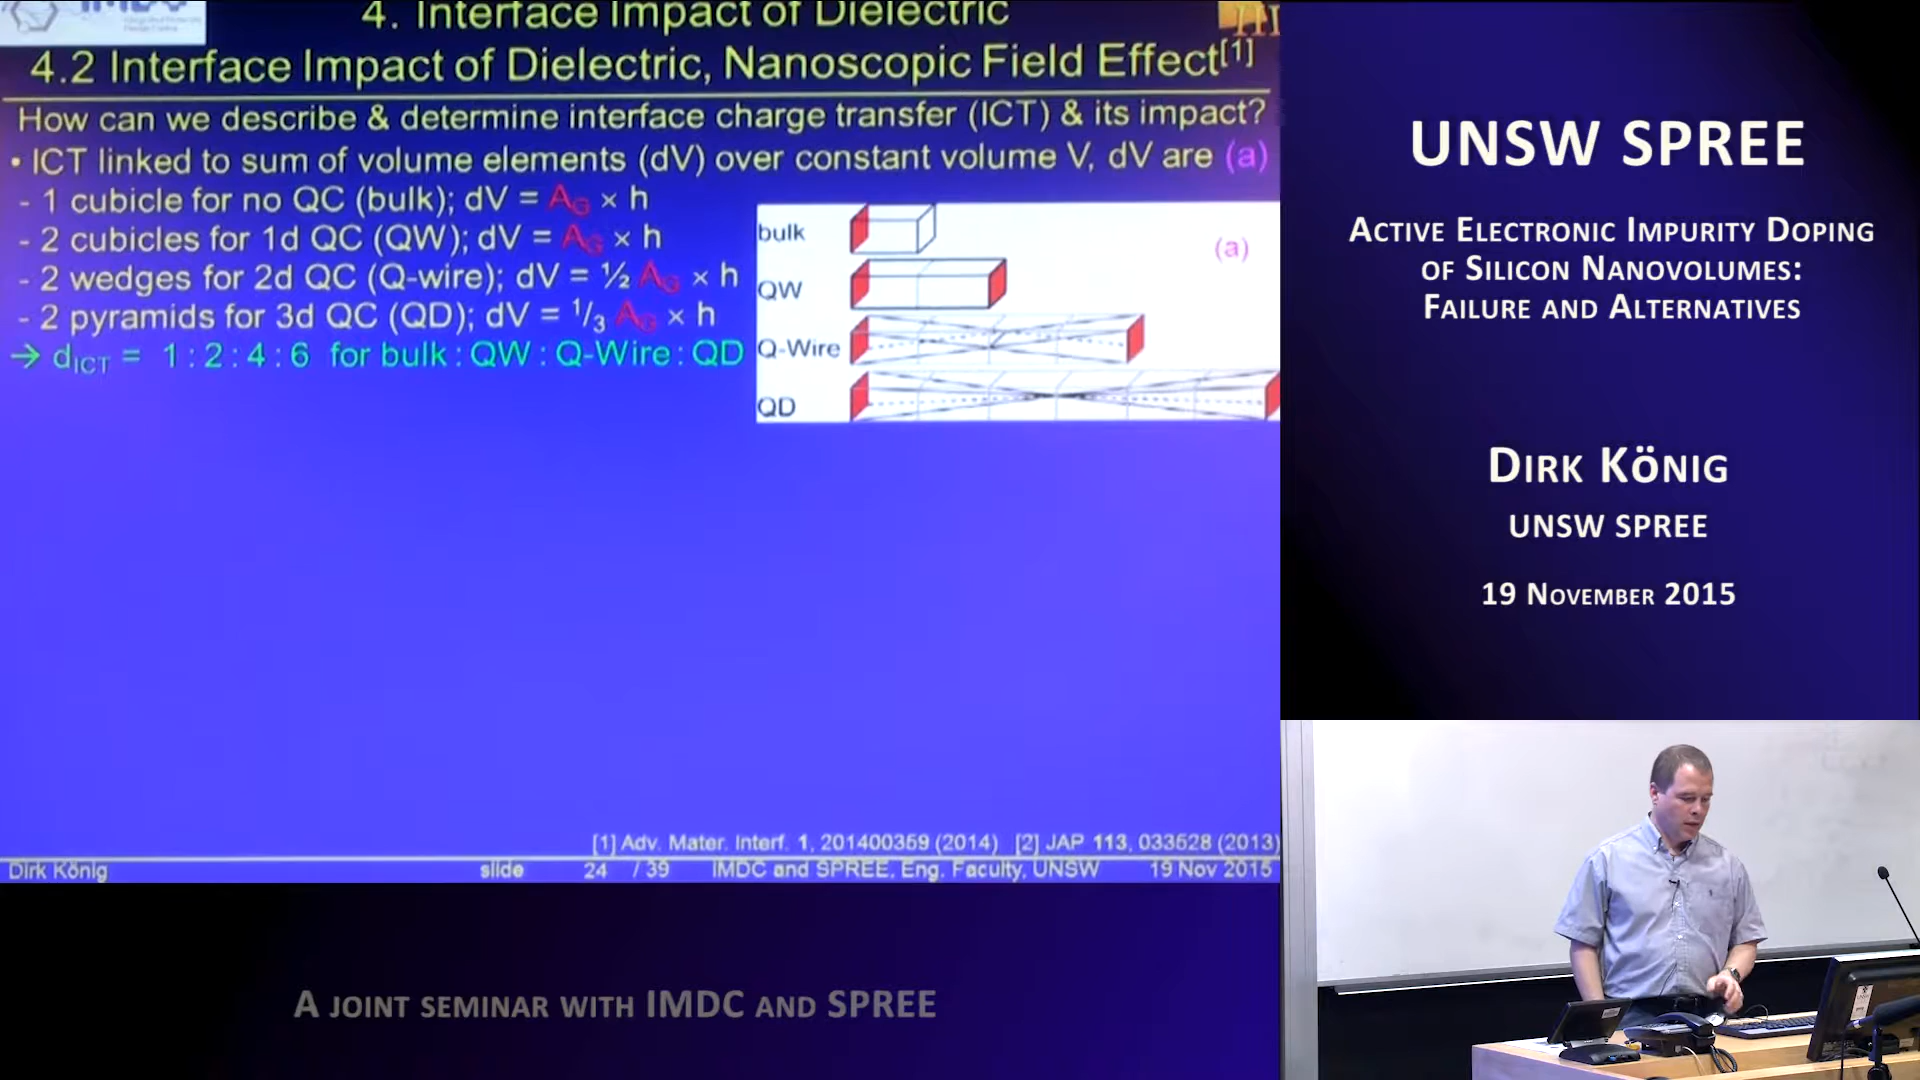 4. Interface Impact of Dielectric
4.2 Interface Impact of Dielectric, Nanoscopic Field Effect[1]
How can we describe & determine interface charge transfer (ICT) & its impact?
• ICT linked to sum of volume elements (dV) over constant volume V, dV are (a)
- 1 cubicle for no QC (bulk); dV = AG × h
- 2 cubicles for 1d QC (QW); dV = AG × h
- 2 wedges for 2d QC (Q-wire); dV = ½ AG × h
- 2 pyramids for 3d QC (QD); dV = 1/3 AG × h
→ dICT = 1 : 2 : 4 : 6 for bulk : QW : Q-Wire : QD
bulk
(a)
QW
Q-Wire
QD
[1] Adv. Mater. Interf. 1, 201400359 (2014) [2] JAP 113, 033528 (2013)
Dirk König slide 24 / 39 IMDC and SPREE, Eng. Faculty, UNSW 19 Nov 2015
UNSW SPREE
Active Electronic Impurity Doping
of Silicon Nanovolumes:
Failure and Alternatives
Dirk König
UNSW SPREE
19 November 2015
A joint seminar with IMDC and SPREE